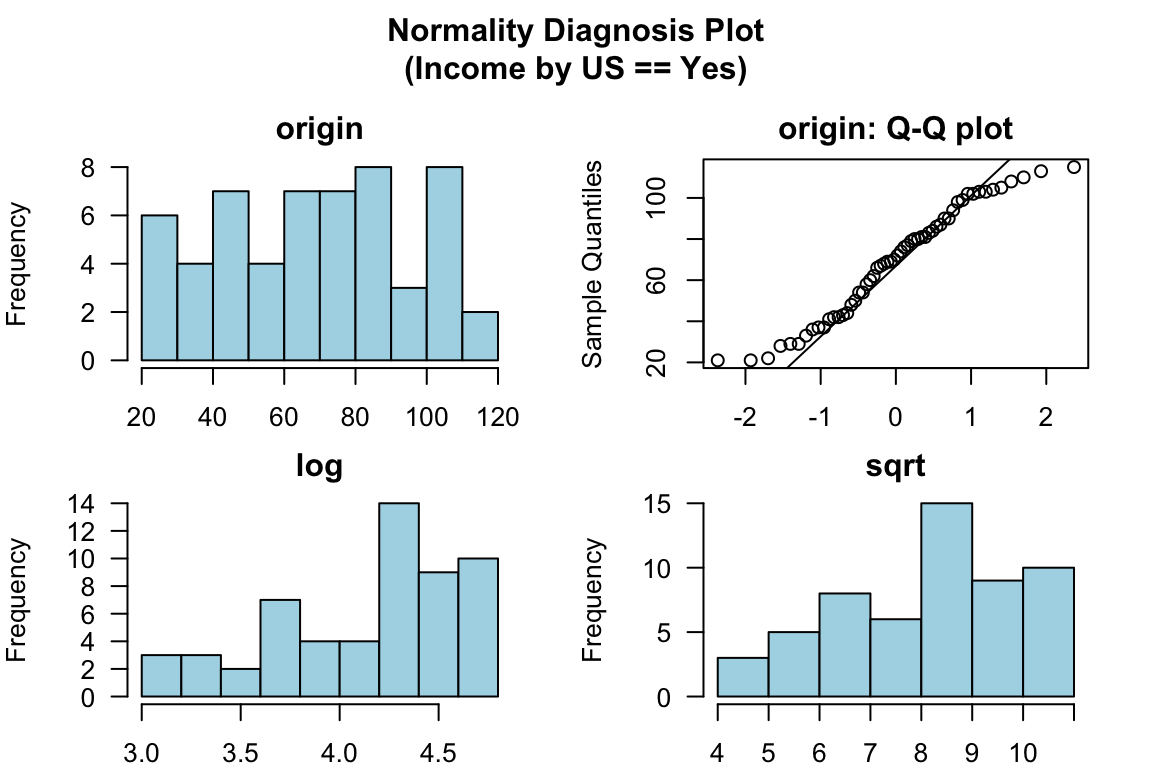 Normality Diagnosis Plot
(Income by US == Yes)
origin
Frequency
8
6
4
2
0
20 40 60 80 100 120
origin: Q-Q plot
Sample Quantiles
100
60
20
-2 -1 0 1 2
log
Frequency
14
12
10
8
6
4
2
0
3.0 3.5 4.0 4.5
sqrt
Frequency
15
10
5
0
4 5 6 7 8 9 10